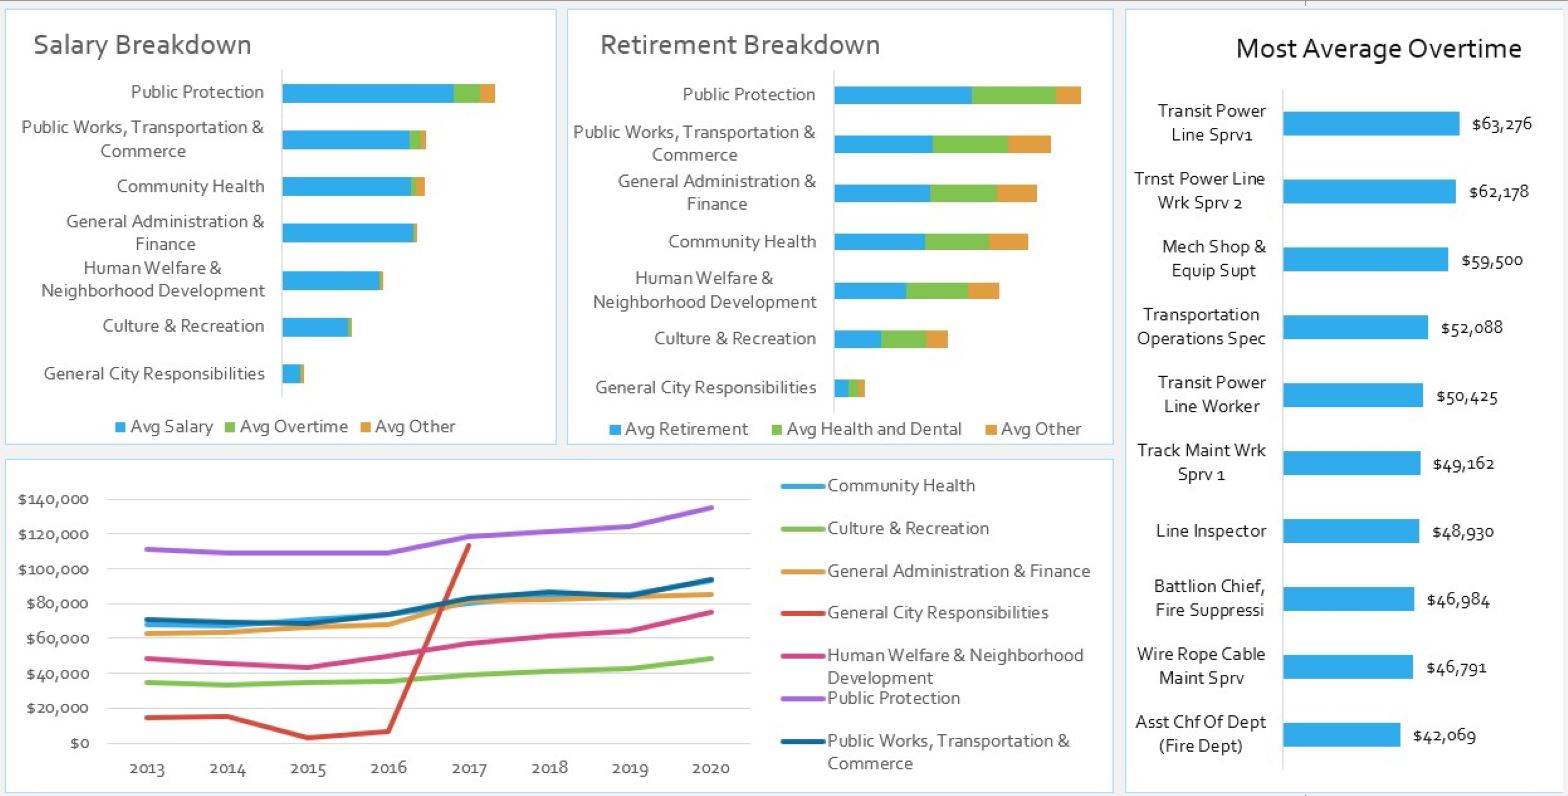 Salary Breakdown
Public Protection
Public Works, Transportation &
Commerce
Community Health
General Administration &
Finance
Human Welfare &
Neighborhood Development
Culture & Recreation
General City Responsibilities
Avg Salary Avg Overtime Avg Other
Retirement Breakdown
Public Protection
Public Works, Transportation &
Commerce
General Administration &
Finance
Community Health
Human Welfare &
Neighborhood Development
Culture & Recreation
General City Responsibilities
Avg Retirement Avg Health and Dental Avg Other
Most Average Overtime
Transit Power
Line Sprv1
$63,276
Trnst Power Line
Wrk Sprv 2
$62,178
Mech Shop &
Equip Supt
$59,500
Transportation
Operations Spec
$52,088
Transit Power
Line Worker
$50,425
Track Maint Wrk
Sprv 1
$49,162
Line Inspector
$48,930
Battlion Chief,
Fire Suppressi
$46,984
Wire Rope Cable
Maint Sprv
$46,791
Asst Chf Of Dept
(Fire Dept)
$42,069
$140,000
$120,000
$100,000
$80,000
$60,000
$40,000
$20,000
$0
2013 2014 2015 2016 2017 2018 2019 2020
Community Health
Culture & Recreation
General Administration & Finance
General City Responsibilities
Human Welfare & Neighborhood
Development
Public Protection
Public Works, Transportation &
Commerce